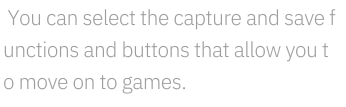 You can select the capture and save f
unctions and buttons that allow you t
o move on to games.